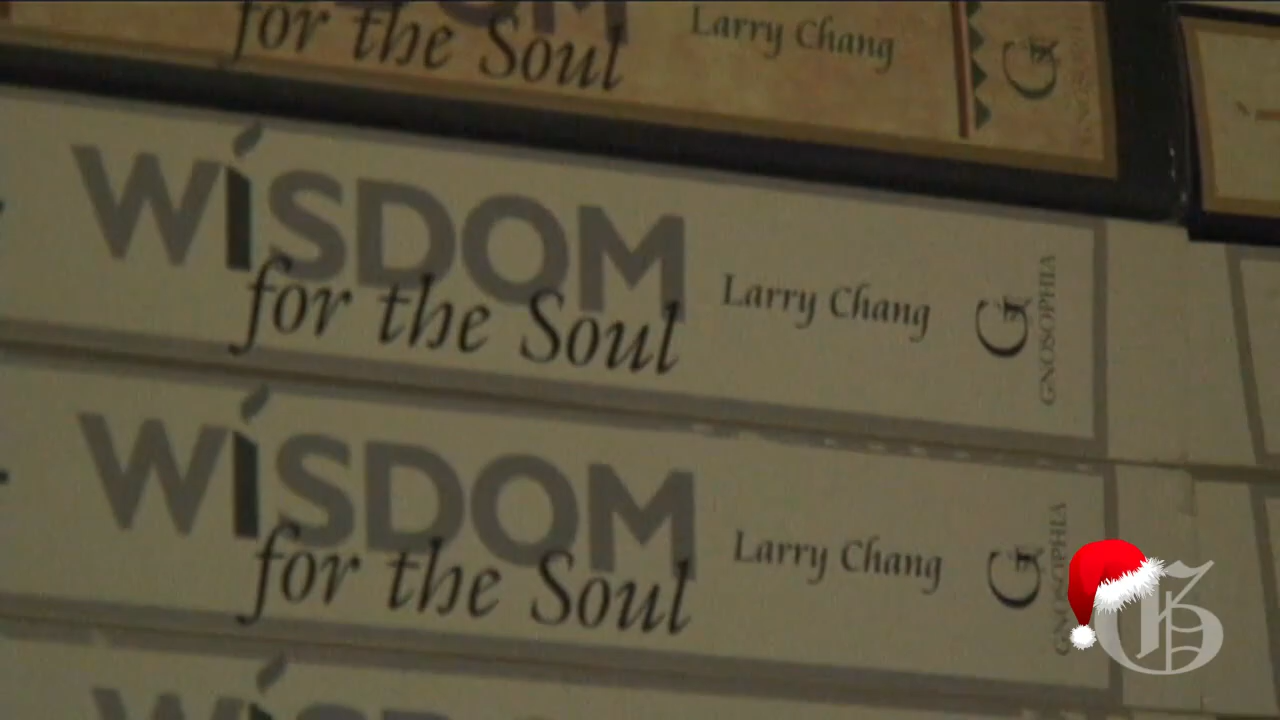 for the Soul
Larry Chang
G
WiSDOM
for the Soul
Larry Chang
G
GNOSOPHIA
WiSDOM
for the Soul
Larry Chang
G
GNOSOPHIA
G